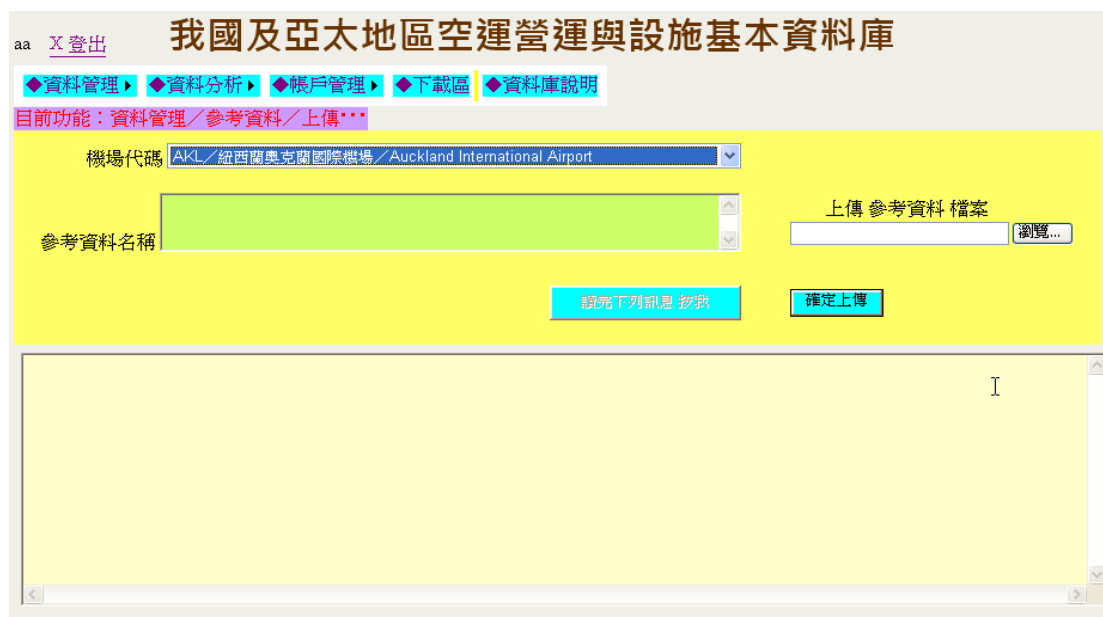 aa X 登出 我國及亞太地區空運營運與設施基本資料庫
◆資料管理 ◆資料分析 ◆帳戶管理 ◆下載區 ◆資料庫說明
目前功能：資料管理／參考資料／上傳‧‧‧
機場代碼 AKL／紐西蘭奧克蘭國際機場／Auckland International Airport
上傳 參考資料 檔案
參考資料名稱 瀏覽...
讀完下列訊息 按我 確定上傳